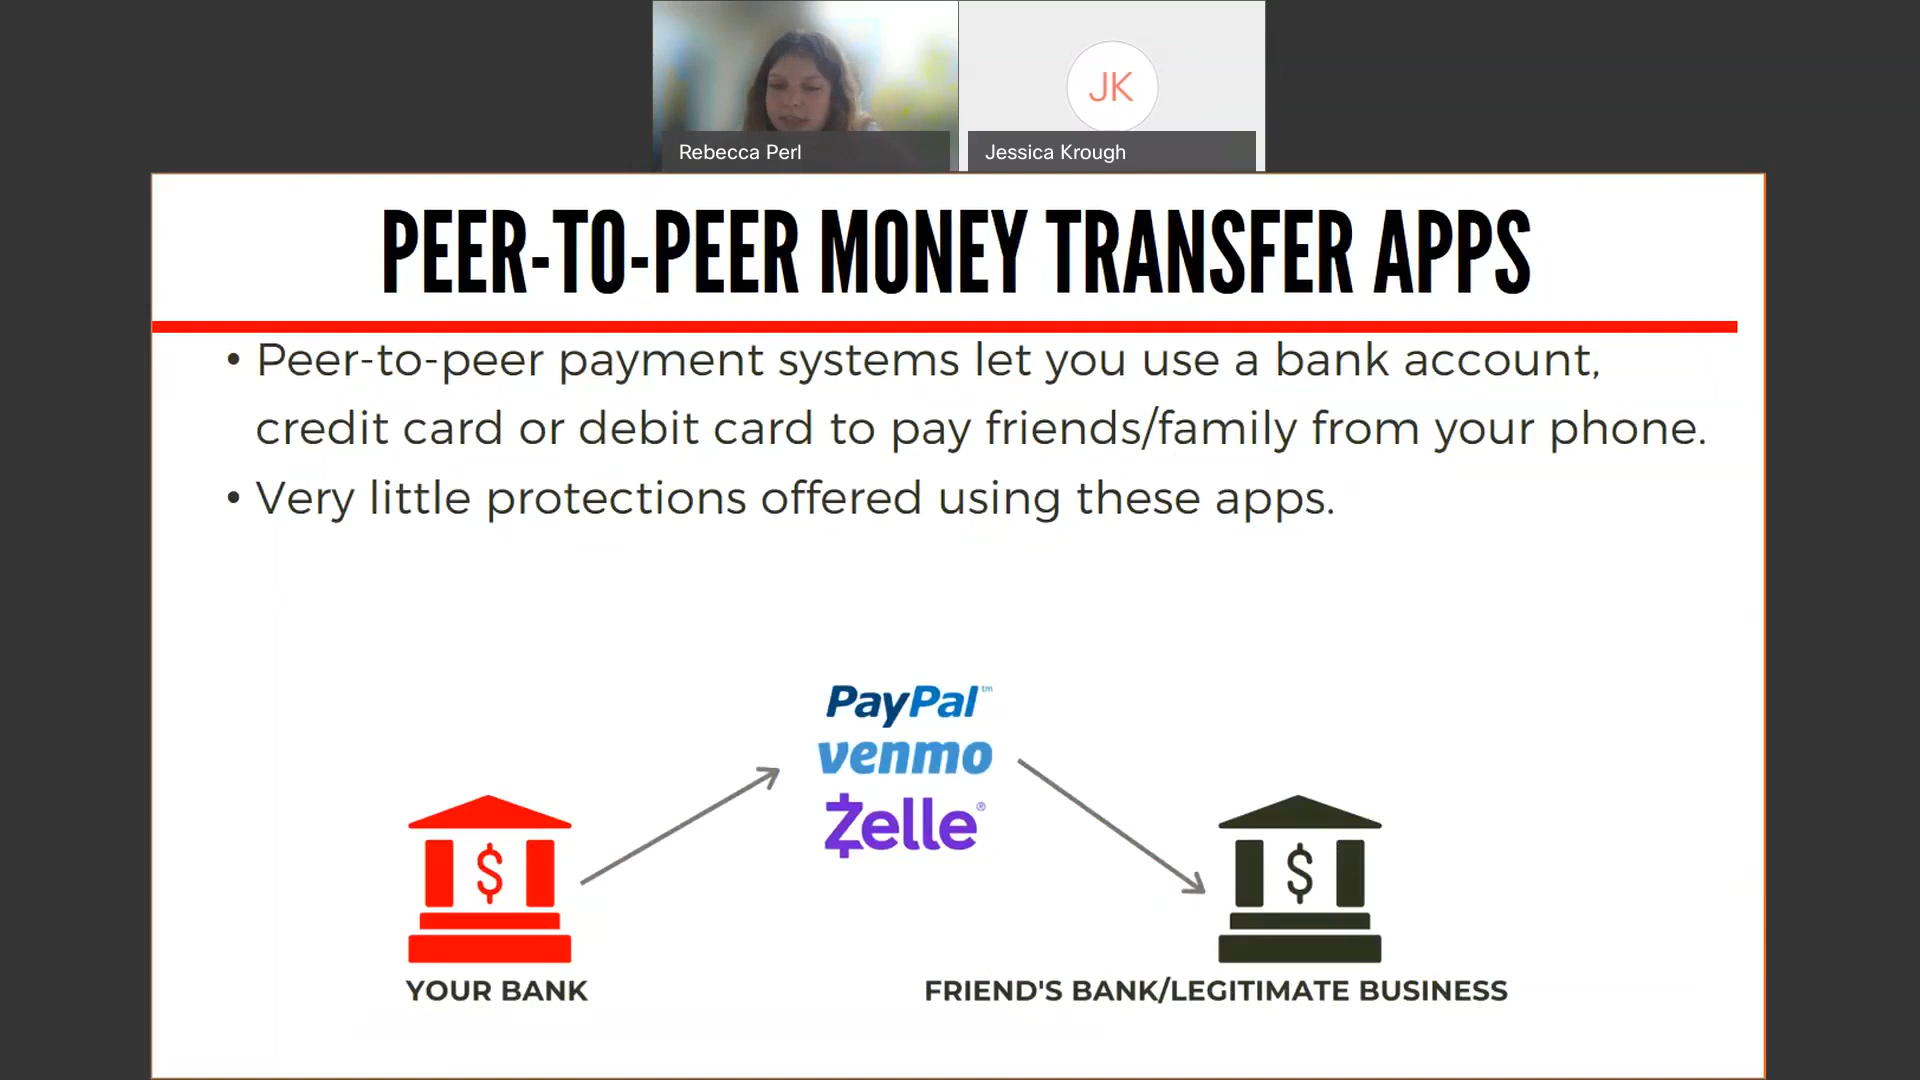 Rebecca Perl
JK
Jessica Krough
PEER-TO-PEER MONEY TRANSFER APPS
• Peer-to-peer payment systems let you use a bank account,
credit card or debit card to pay friends/family from your phone.
• Very little protections offered using these apps.
PayPal™
venmo
Zelle®
$
$
YOUR BANK
FRIEND'S BANK/LEGITIMATE BUSINESS